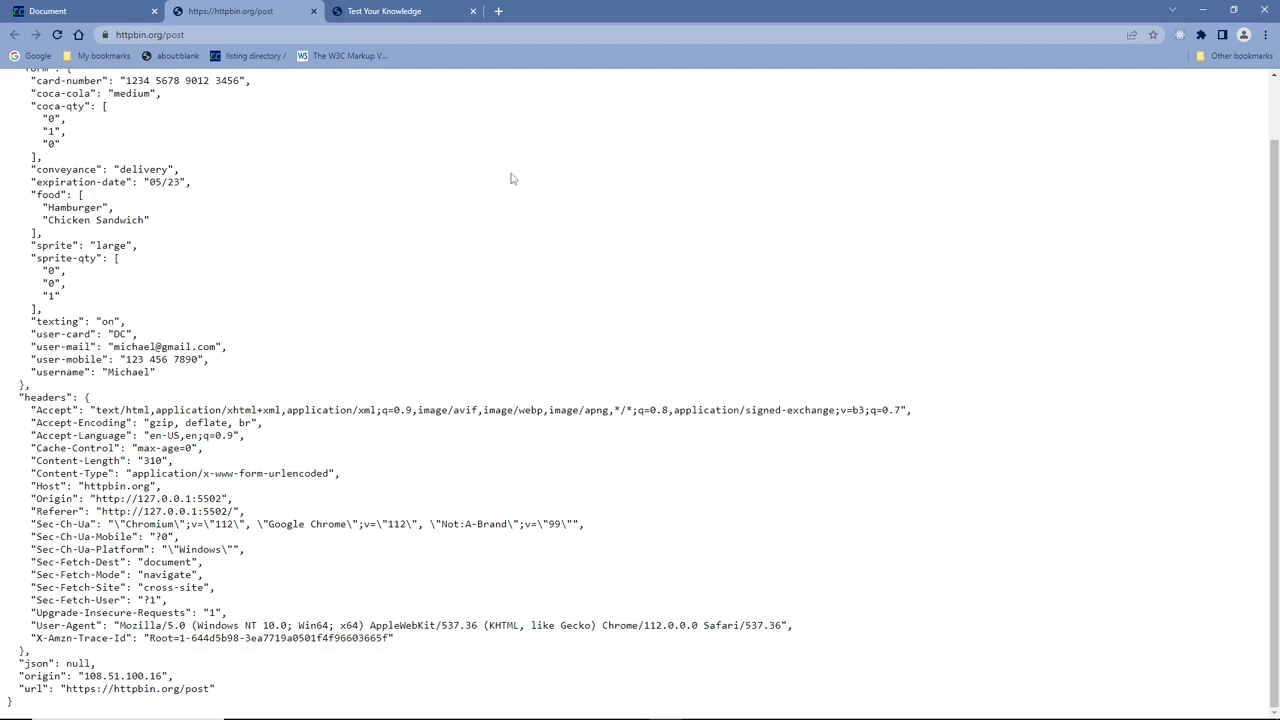 Document
https://httpbin.org/post
Test Your Knowledge
httpbin.org/post
Google
My bookmarks
about:blank
listing directory /
The W3C Markup V...
Other bookmarks
"form": {
"card-number": "1234 5678 9012 3456",
"coca-cola": "medium",
"coca-qty": [
"0",
"1",
"0"
],
"conveyance": "delivery",
"expiration-date": "05/23",
"food": [
"Hamburger",
"Chicken Sandwich"
],
"sprite": "large",
"sprite-qty": [
"0",
"0",
"1"
],
"texting": "on",
"user-card": "DC",
"user-mail": "michael@gmail.com",
"user-mobile": "123 456 7890",
"username": "Michael"
},
"headers": {
"Accept": "text/html,application/xhtml+xml,application/xml;q=0.9,image/avif,image/webp,image/apng,*/*;q=0.8,application/signed-exchange;v=b3;q=0.7",
"Accept-Encoding": "gzip, deflate, br",
"Accept-Language": "en-US,en;q=0.9",
"Cache-Control": "max-age=0",
"Content-Length": "310",
"Content-Type": "application/x-www-form-urlencoded",
"Host": "httpbin.org",
"Origin": "http://127.0.0.1:5502",
"Referer": "http://127.0.0.1:5502/",
"Sec-Ch-Ua": "\"Chromium\";v=\"112\", \"Google Chrome\";v=\"112\", \"Not:A-Brand\";v=\"99\"",
"Sec-Ch-Ua-Mobile": "?0",
"Sec-Ch-Ua-Platform": "\"Windows\"",
"Sec-Fetch-Dest": "document",
"Sec-Fetch-Mode": "navigate",
"Sec-Fetch-Site": "cross-site",
"Sec-Fetch-User": "?1",
"Upgrade-Insecure-Requests": "1",
"User-Agent": "Mozilla/5.0 (Windows NT 10.0; Win64; x64) AppleWebKit/537.36 (KHTML, like Gecko) Chrome/112.0.0.0 Safari/537.36",
"X-Amzn-Trace-Id": "Root=1-644d5b98-3ea7719a0501f4f96603665f"
},
"json": null,
"origin": "108.51.100.16",
"url": "https://httpbin.org/post"
}